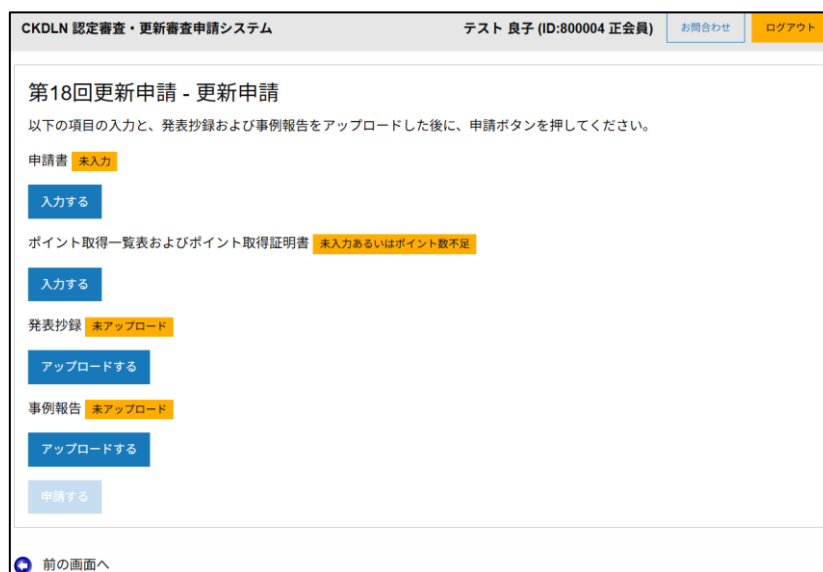 CKDLN 認定審査・更新審査申請システム テスト 良子 (ID:800004 正会員) お問合わせ ログアウト
第18回更新申請 - 更新申請
以下の項目の入力と、発表抄録および事例報告をアップロードした後に、申請ボタンを押してください。
申請書 未入力
入力する
ポイント取得一覧表およびポイント取得証明書 未入力あるいはポイント数不足
入力する
発表抄録 未アップロード
アップロードする
事例報告 未アップロード
アップロードする
申請する
前の画面へ